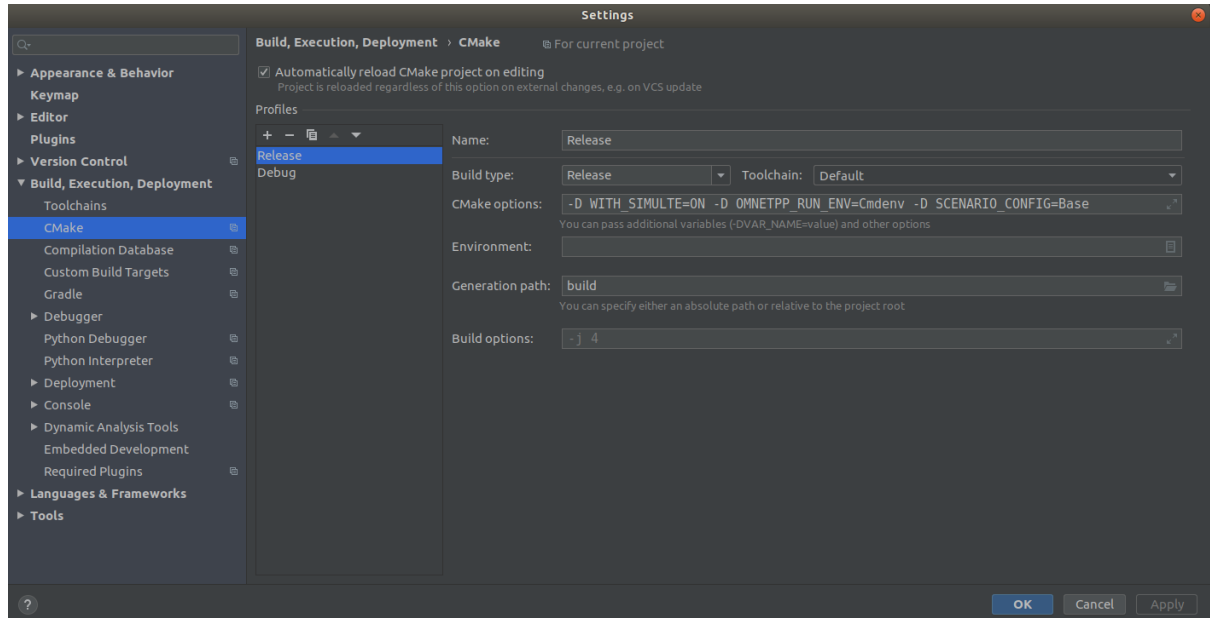 Settings
Build, Execution, Deployment › CMake
For current project
Appearance & Behavior
Keymap
Editor
Plugins
Version Control
Build, Execution, Deployment
Toolchains
CMake
Compilation Database
Custom Build Targets
Gradle
Debugger
Python Debugger
Python Interpreter
Deployment
Console
Dynamic Analysis Tools
Embedded Development
Required Plugins
Languages & Frameworks
Tools
Automatically reload CMake project on editing
Project is reloaded regardless of this option on external changes, e.g. on VCS update
Profiles
Release
Debug
Name: Release
Build type: Release Toolchain: Default
CMake options: -D WITH_SIMULTE=ON -D OMNETPP_RUN_ENV=Cmdenv -D SCENARIO_CONFIG=Base
You can pass additional variables (-DVAR_NAME=value) and other options
Environment:
Generation path: build
You can specify either an absolute path or relative to the project root
Build options: -j 4
?
OK Cancel Apply